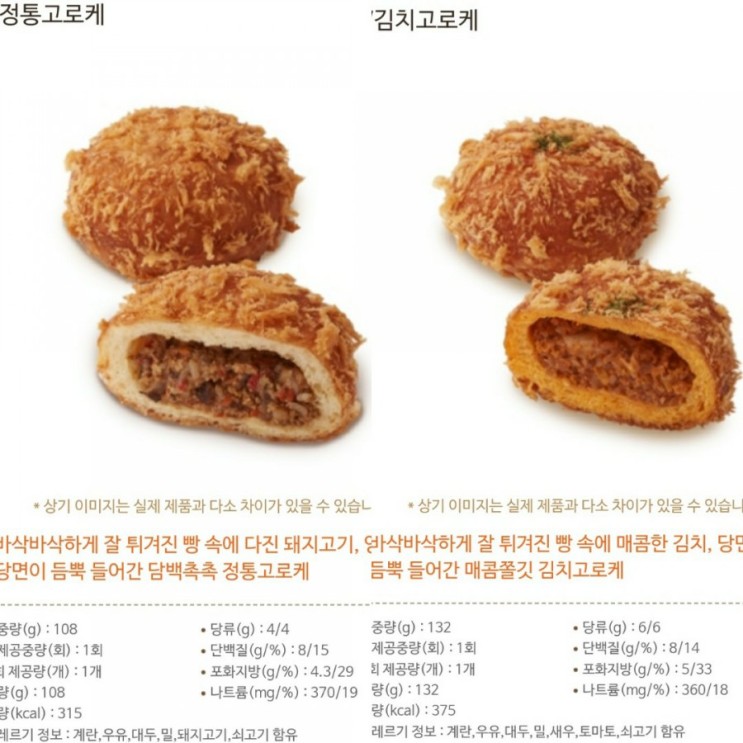 정통고로케
* 상기 이미지는 실제 제품과 다소 차이가 있을 수 있습니
바삭바삭하게 잘 튀겨진 빵 속에 다진 돼지고기,
당면이 듬뿍 들어간 담백촉촉 정통고로케
중량(g) : 108
제공중량(회) : 1회
회 제공량(개) : 1개
량(g) : 108
량(kcal) : 315
• 당류(g) : 4/4
• 단백질(g/%) : 8/15
• 포화지방(g/%) : 4.3/29
• 나트륨(mg/%) : 370/19
레르기 정보 : 계란,우유,대두,밀,돼지고기,쇠고기 함유
김치고로케
* 상기 이미지는 실제 제품과 다소 차이가 있을 수 있습니
바삭바삭하게 잘 튀겨진 빵 속에 매콤한 김치, 당면
듬뿍 들어간 매콤쫄깃 김치고로케
중량(g) : 132
제공중량(회) : 1회
회 제공량(개) : 1개
량(g) : 132
량(kcal) : 375
• 당류(g) : 6/6
• 단백질(g/%) : 8/14
• 포화지방(g/%) : 5/33
• 나트륨(mg/%) : 360/18
레르기 정보 : 계란,우유,대두,밀,새우,토마토,쇠고기 함유